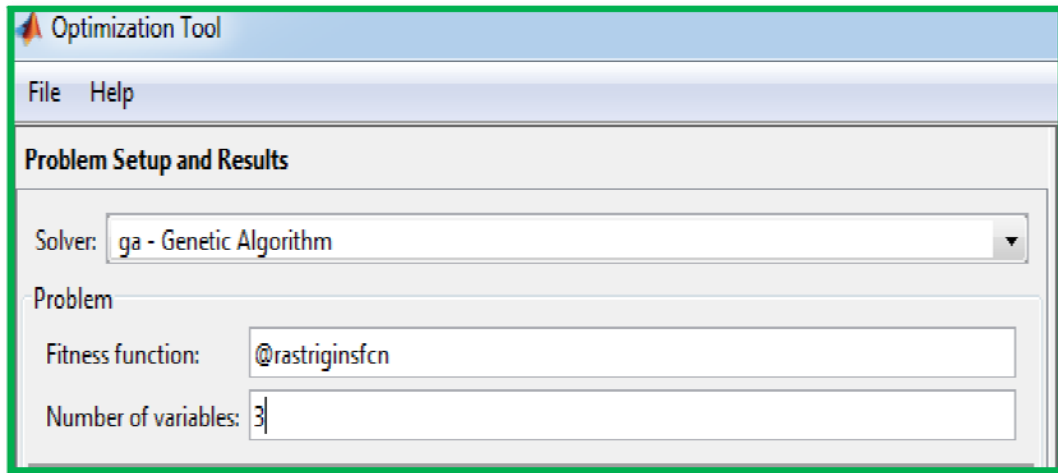 Optimization Tool
File Help
Problem Setup and Results
Solver: ga - Genetic Algorithm
Problem
Fitness function: @rastriginsfcn
Number of variables: 3